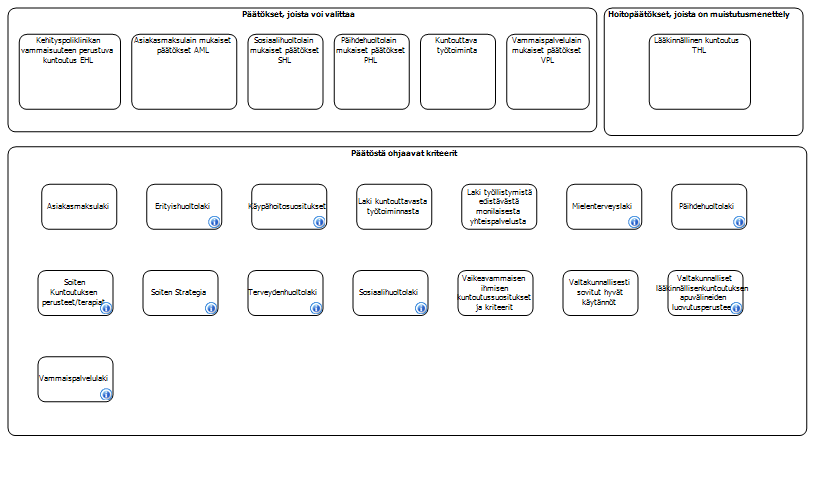 Päätökset, joista voi valittaa
Kehityspoliklinikan
vammaisuuteen perustuva
kuntoutus EHL
Asiakasmaksulain mukaiset
päätökset AML
Sosiaalihuoltolain
mukaiset päätökset
SHL
Päihdehuoltolain
mukaiset päätökset
PHL
Kuntouttava
työtoiminta
Vammaispalvelulain
mukaiset päätökset
VPL
Hoitopäätökset, joista on muistutusmenettely
Lääkinnällinen kuntoutus
THL
Päätöstä ohjaavat kriteerit
Asiakasmaksulaki
Erityishuoltolaki
Käypähoitosuositukset
Laki kuntouttavasta
työtoiminnasta
Laki työllistymistä
edistävästä
monilaisesta
yhteispalvelusta
Mielenterveyslaki
Päihdehuoltolaki
Soiten
Kuntoutuksen
perusteet/terapiat
Soiten Strategia
Terveydenhuoltolaki
Sosiaalihuoltolaki
Vaikeavammaisen
ihmisen
kuntoutussuositukset
ja kriteerit
Valtakunnallisesti
sovitut hyvät
käytännöt
Valtakunnalliset
lääkinnällisenkuntoutuksen
apuvälineiden
luovutusperusteet
Vammaispalvelulaki